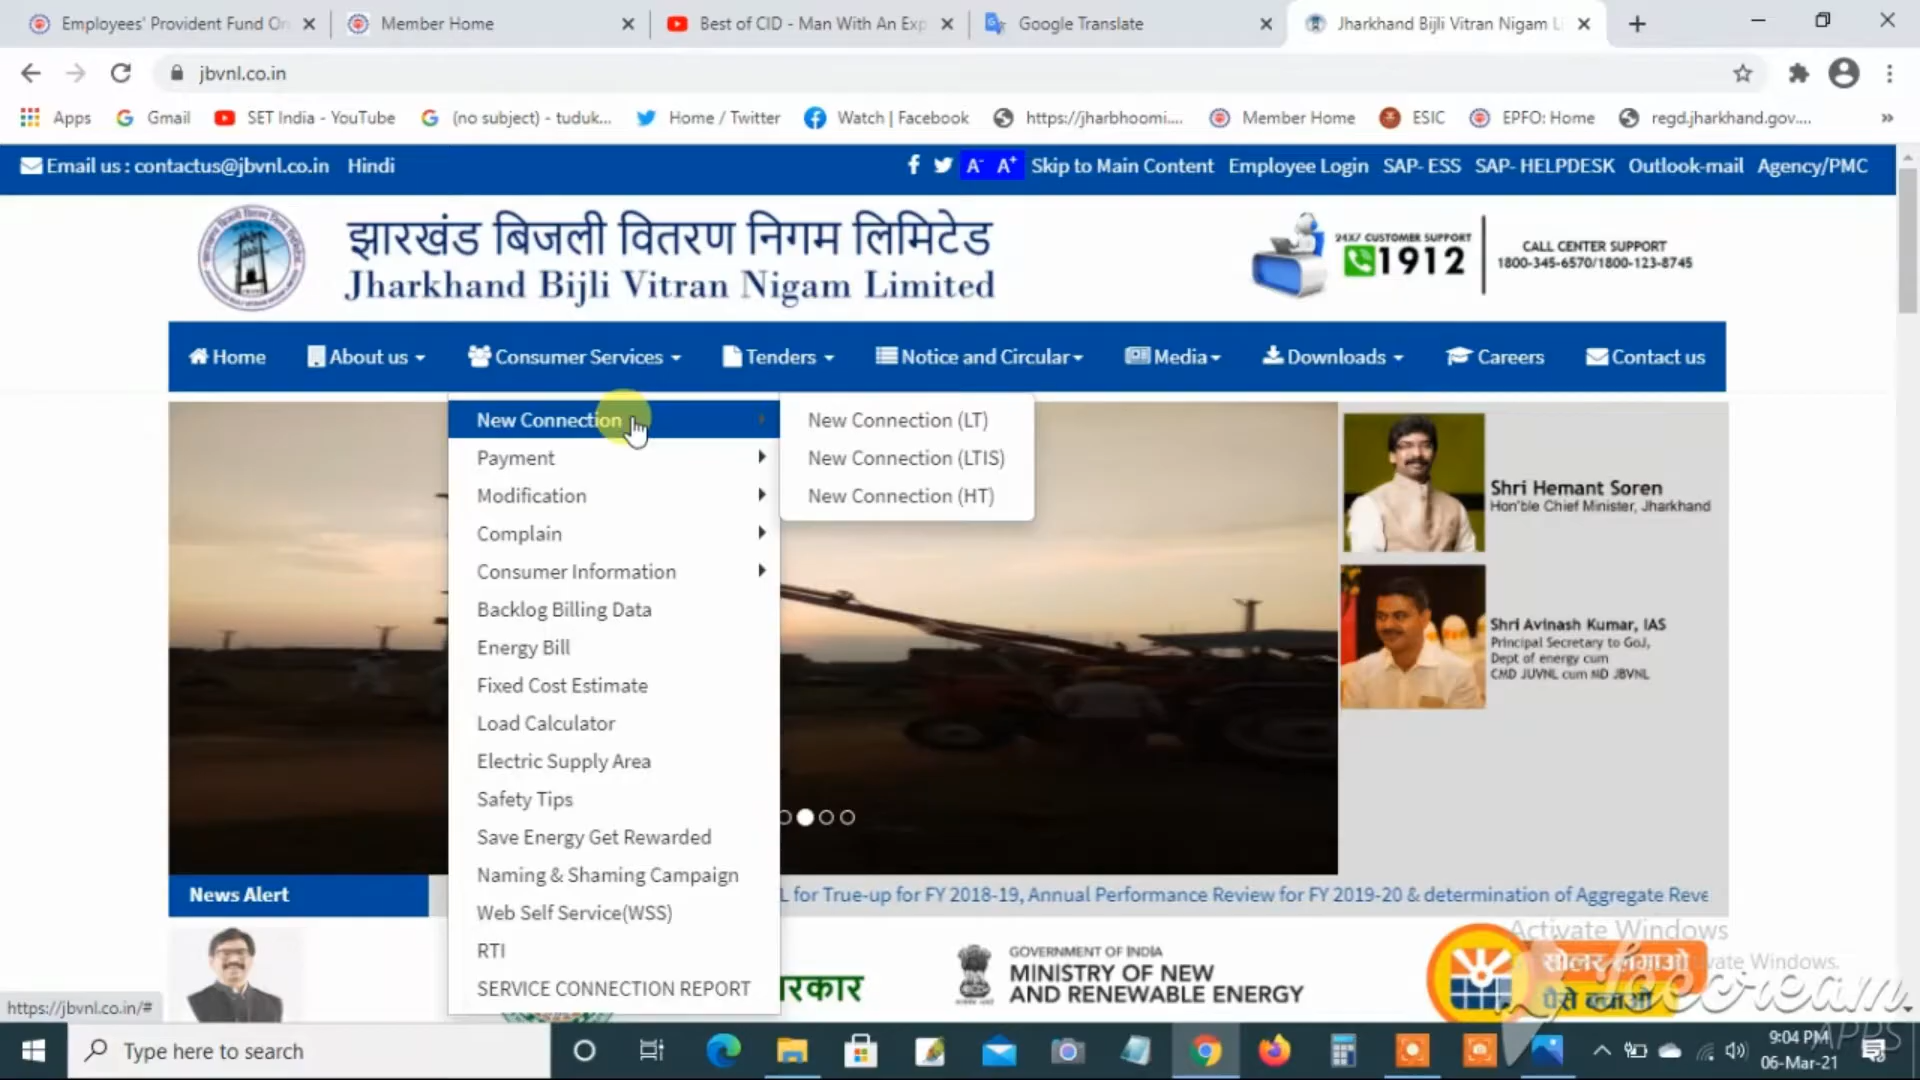 Employees' Provident Fund Or
Member Home
Best of CID - Man With An Exp
Google Translate
Jharkhand Bijli Vitran Nigam Li
jbvnl.co.in
Apps
Gmail
SET India - YouTube
(no subject) - tuduk...
Home / Twitter
Watch | Facebook
https://jharbhoomi....
Member Home
ESIC
EPFO: Home
regd.jharkhand.gov....
Email us : contactus@jbvnl.co.in Hindi
A- A+ Skip to Main Content Employee Login SAP- ESS SAP- HELPDESK Outlook-mail Agency/PMC
झारखंड बिजली वितरण निगम लिमिटेड
Jharkhand Bijli Vitran Nigam Limited
24X7 CUSTOMER SUPPORT
1912
CALL CENTER SUPPORT
1800-345-6570/1800-123-8745
Home About us Consumer Services Tenders Notice and Circular Media Downloads Careers Contact us
New Connection
Payment
Modification
Complain
Consumer Information
Backlog Billing Data
Energy Bill
Fixed Cost Estimate
Load Calculator
Electric Supply Area
Safety Tips
Save Energy Get Rewarded
Naming & Shaming Campaign
Web Self Service(WSS)
RTI
SERVICE CONNECTION REPORT
New Connection (LT)
New Connection (LTIS)
New Connection (HT)
Shri Hemant Soren
Hon'ble Chief Minister, Jharkhand
Shri Avinash Kumar, IAS
Principal Secretary to GoJ,
Dept of energy cum
CMD JUVNL cum MD JBVNL
News Alert
L for True-up for FY 2018-19, Annual Performance Review for FY 2019-20 & determination of Aggregate Reve
GOVERNMENT OF INDIA
MINISTRY OF NEW
AND RENEWABLE ENERGY
सोलर लगाओ
पैसे बचाओ
Activate Windows
Icecream
APPS
https://jbvnl.co.in/#
Type here to search
9:04 PM
06-Mar-21